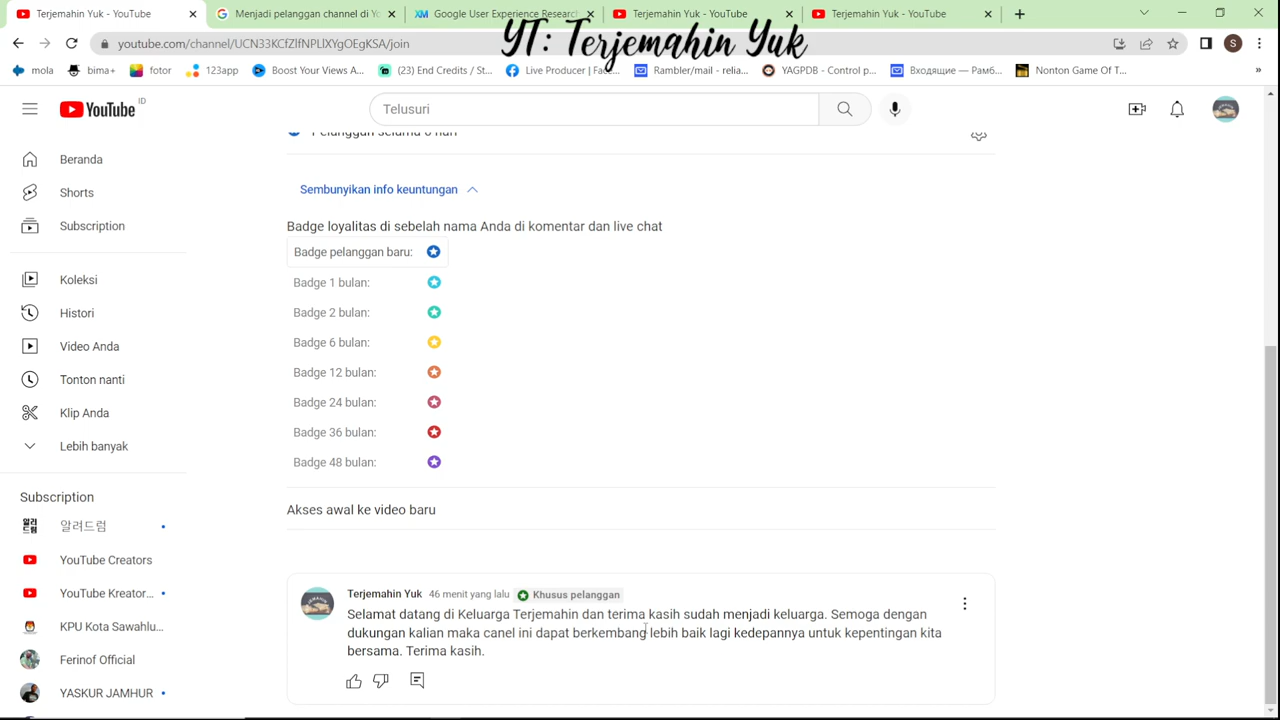 Terjemahin Yuk - YouTube
Menjadi pelanggan channel di Yo
Google User Experience Research
Terjemahin Yuk - YouTube
Terjemahin Yuk - YouTube
youtube.com/channel/UCN33KCfZlfNPLlXYgOEgKSA/join
YT: Terjemahin Yuk
S
mola
bima+
fotor
123app
Boost Your Views A...
(23) End Credits / St...
Live Producer | Fac...
Rambler/mail - relia...
YAGPDB - Control p...
Входящие — Рамб...
Nonton Game Of T...
»
YouTube ID
Telusuri
Beranda
Shorts
Subscription
Koleksi
Histori
Video Anda
Tonton nanti
Klip Anda
Lebih banyak
Subscription
알려드럼
YouTube Creators
YouTube Kreator...
KPU Kota Sawahlu...
Ferinof Official
YASKUR JAMHUR
Pelanggan selama 0 hari
Sembunyikan info keuntungan
Badge loyalitas di sebelah nama Anda di komentar dan live chat
Badge pelanggan baru:
Badge 1 bulan:
Badge 2 bulan:
Badge 6 bulan:
Badge 12 bulan:
Badge 24 bulan:
Badge 36 bulan:
Badge 48 bulan:
Akses awal ke video baru
Terjemahin Yuk 46 menit yang lalu Khusus pelanggan
Selamat datang di Keluarga Terjemahin dan terima kasih sudah menjadi keluarga. Semoga dengan
dukungan kalian maka canel ini dapat berkembang lebih baik lagi kedepannya untuk kepentingan kita
bersama. Terima kasih.